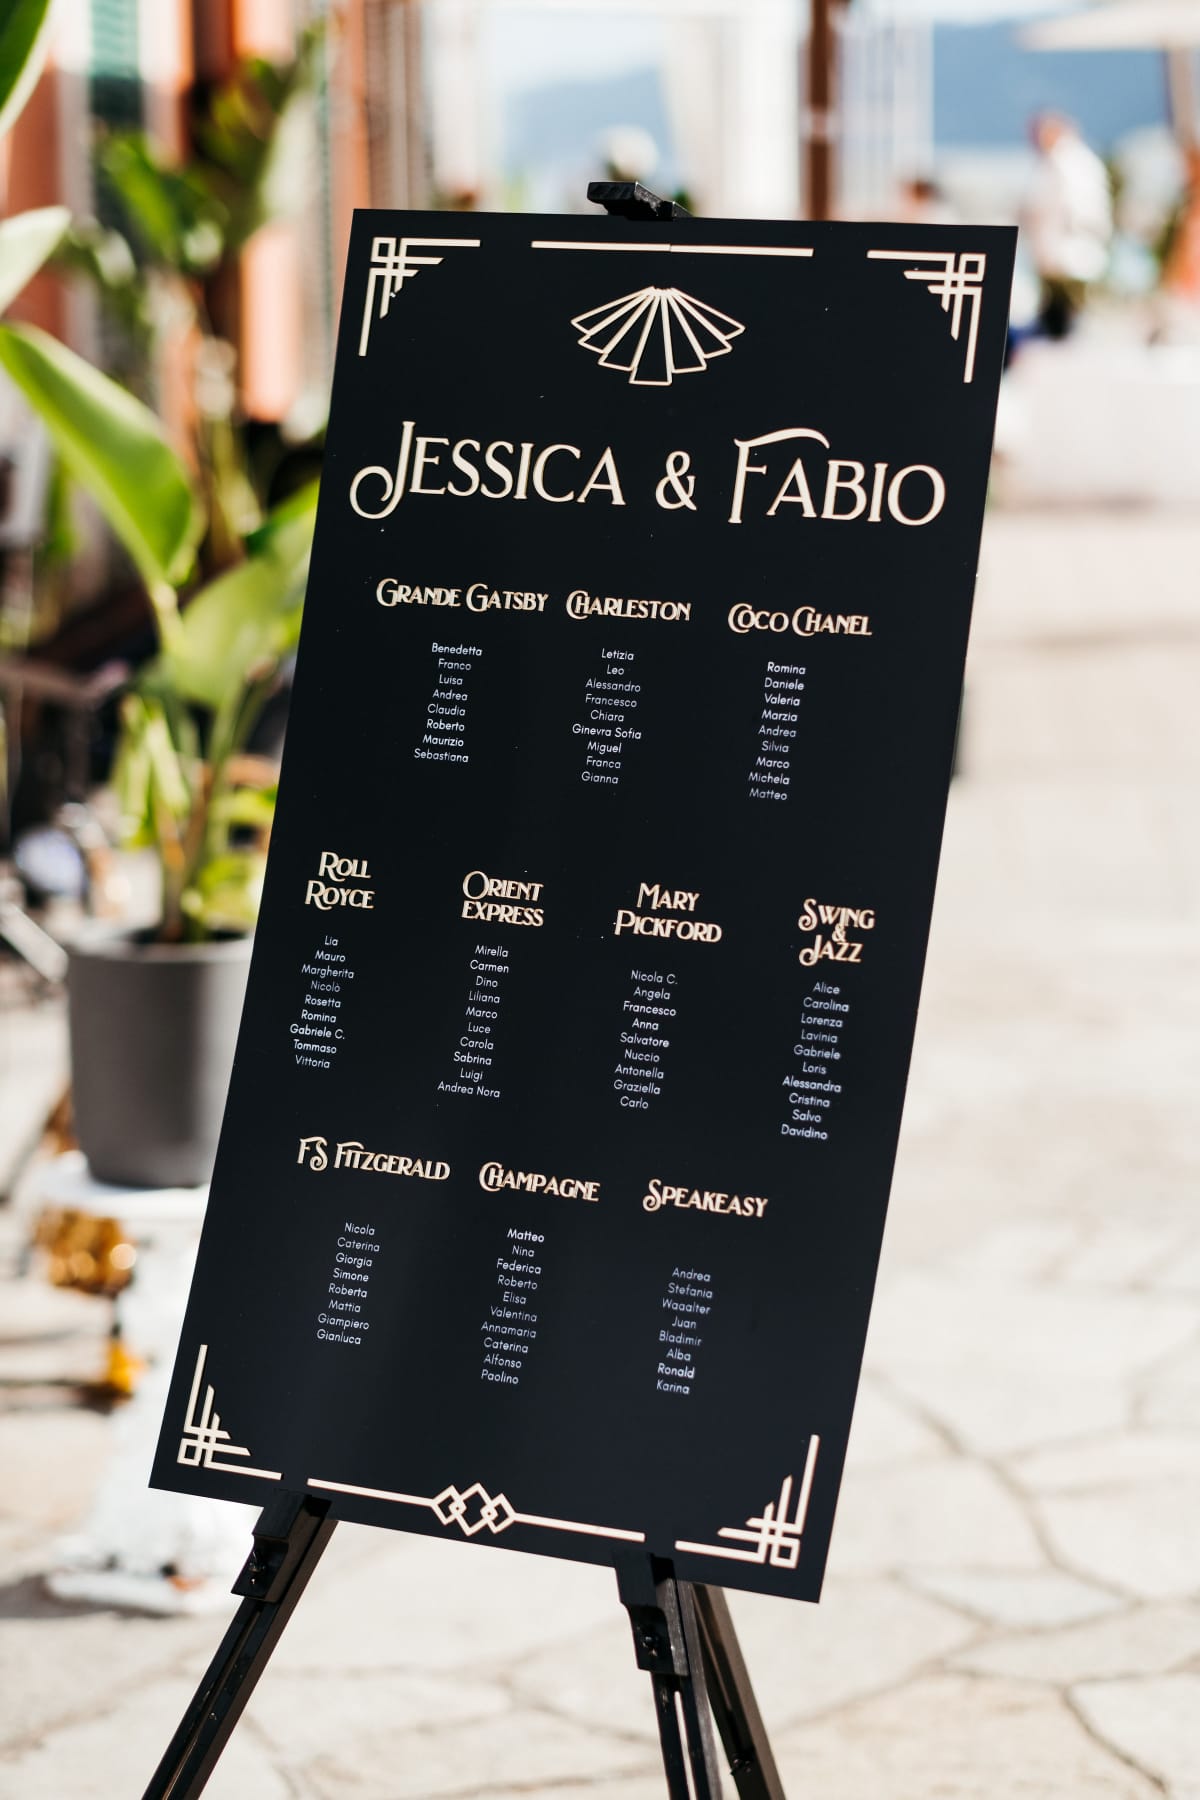 JESSICA & FABIO
GRANDE GATSBY
Benedetta
Franco
Luisa
Andrea
Claudia
Roberto
Maurizio
Sebastiana
CHARLESTON
Letizia
Leo
Alessandro
Francesco
Chiara
Ginevra Sofia
Miguel
Franca
Gianna
COCO CHANEL
Romina
Daniele
Valeria
Marzia
Andrea
Silvia
Marco
Michela
Matteo
ROLL
ROYCE
Lia
Mauro
Margherita
Nicolò
Rosetta
Romina
Gabriele C.
Tommaso
Vittoria
ORIENT
EXPRESS
Mirella
Carmen
Dino
Liliana
Marco
Luce
Carola
Sabrina
Luigi
Andrea Nora
MARY
PICKFORD
Nicola C.
Angela
Francesco
Anna
Salvatore
Nuccio
Antonella
Graziella
Carlo
SWING
&
JAZZ
Alice
Carolina
Lorenza
Lavinia
Gabriele
Loris
Alessandra
Cristina
Salvo
Davidino
FS FITZGERALD
Nicola
Caterina
Giorgia
Simone
Roberta
Mattia
Giampiero
Gianluca
CHAMPAGNE
Matteo
Nina
Federica
Roberto
Elisa
Valentina
Annamaria
Caterina
Alfonso
Paolino
SPEAKEASY
Andrea
Stefania
Waaalter
Juan
Bladimir
Alba
Ronald
Karina